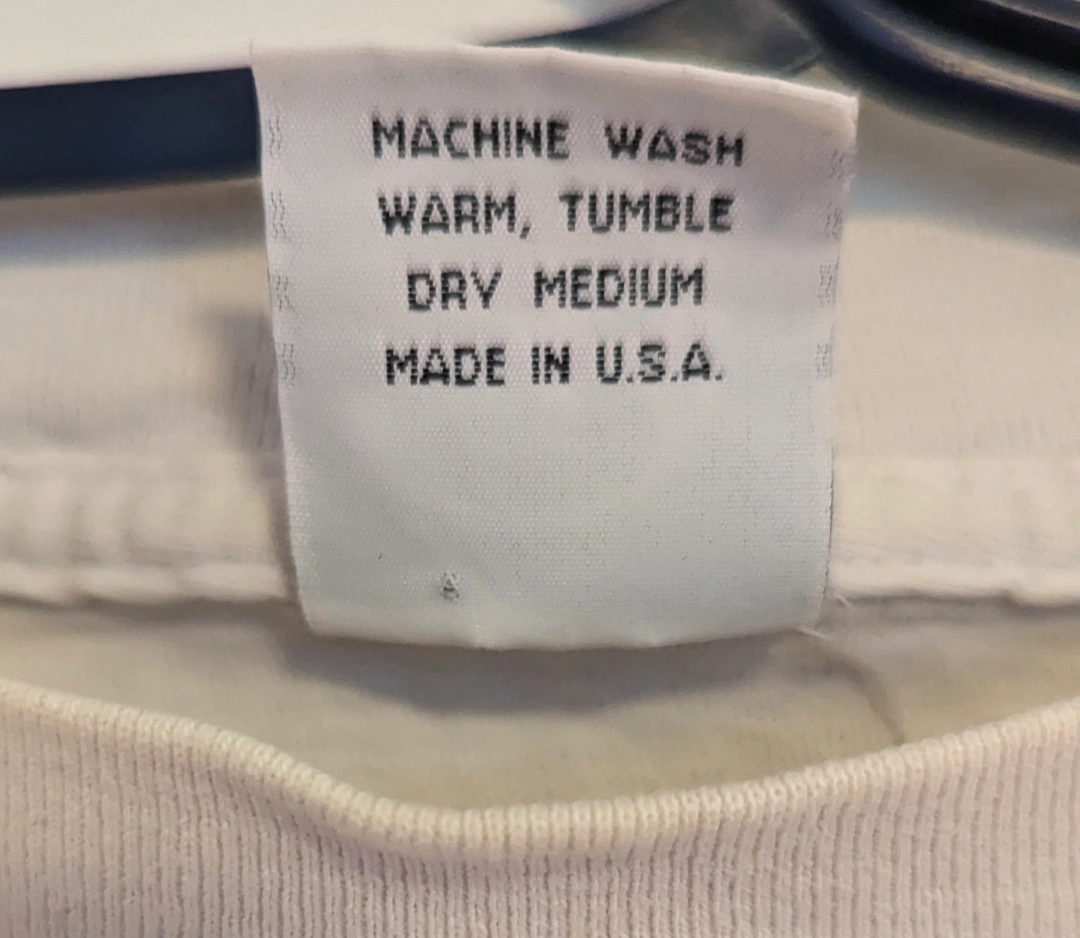 MACHINE WASH
WARM, TUMBLE
DRY MEDIUM
MADE IN U.S.A.